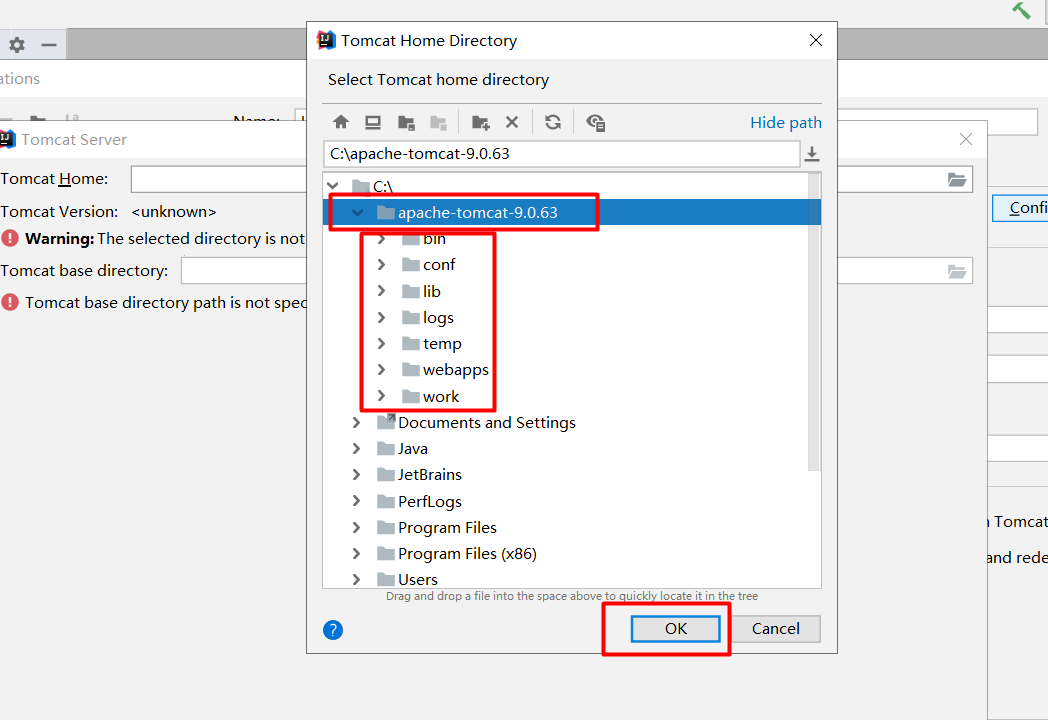 Tomcat Home Directory
Select Tomcat home directory
ations
Name:
Hide path
Tomcat Server
C:\apache-tomcat-9.0.63
Tomcat Home:
C:\
Tomcat Version: <unknown>
apache-tomcat-9.0.63
Confi
Warning: The selected directory is not
bin
conf
Tomcat base directory:
lib
Tomcat base directory path is not spec
logs
temp
webapps
work
Documents and Settings
Java
JetBrains
PerfLogs
Program Files
Tomcat
Program Files (x86)
and rede
Users
Drag and drop a file into the space above to quickly locate it in the tree
?
OK
Cancel